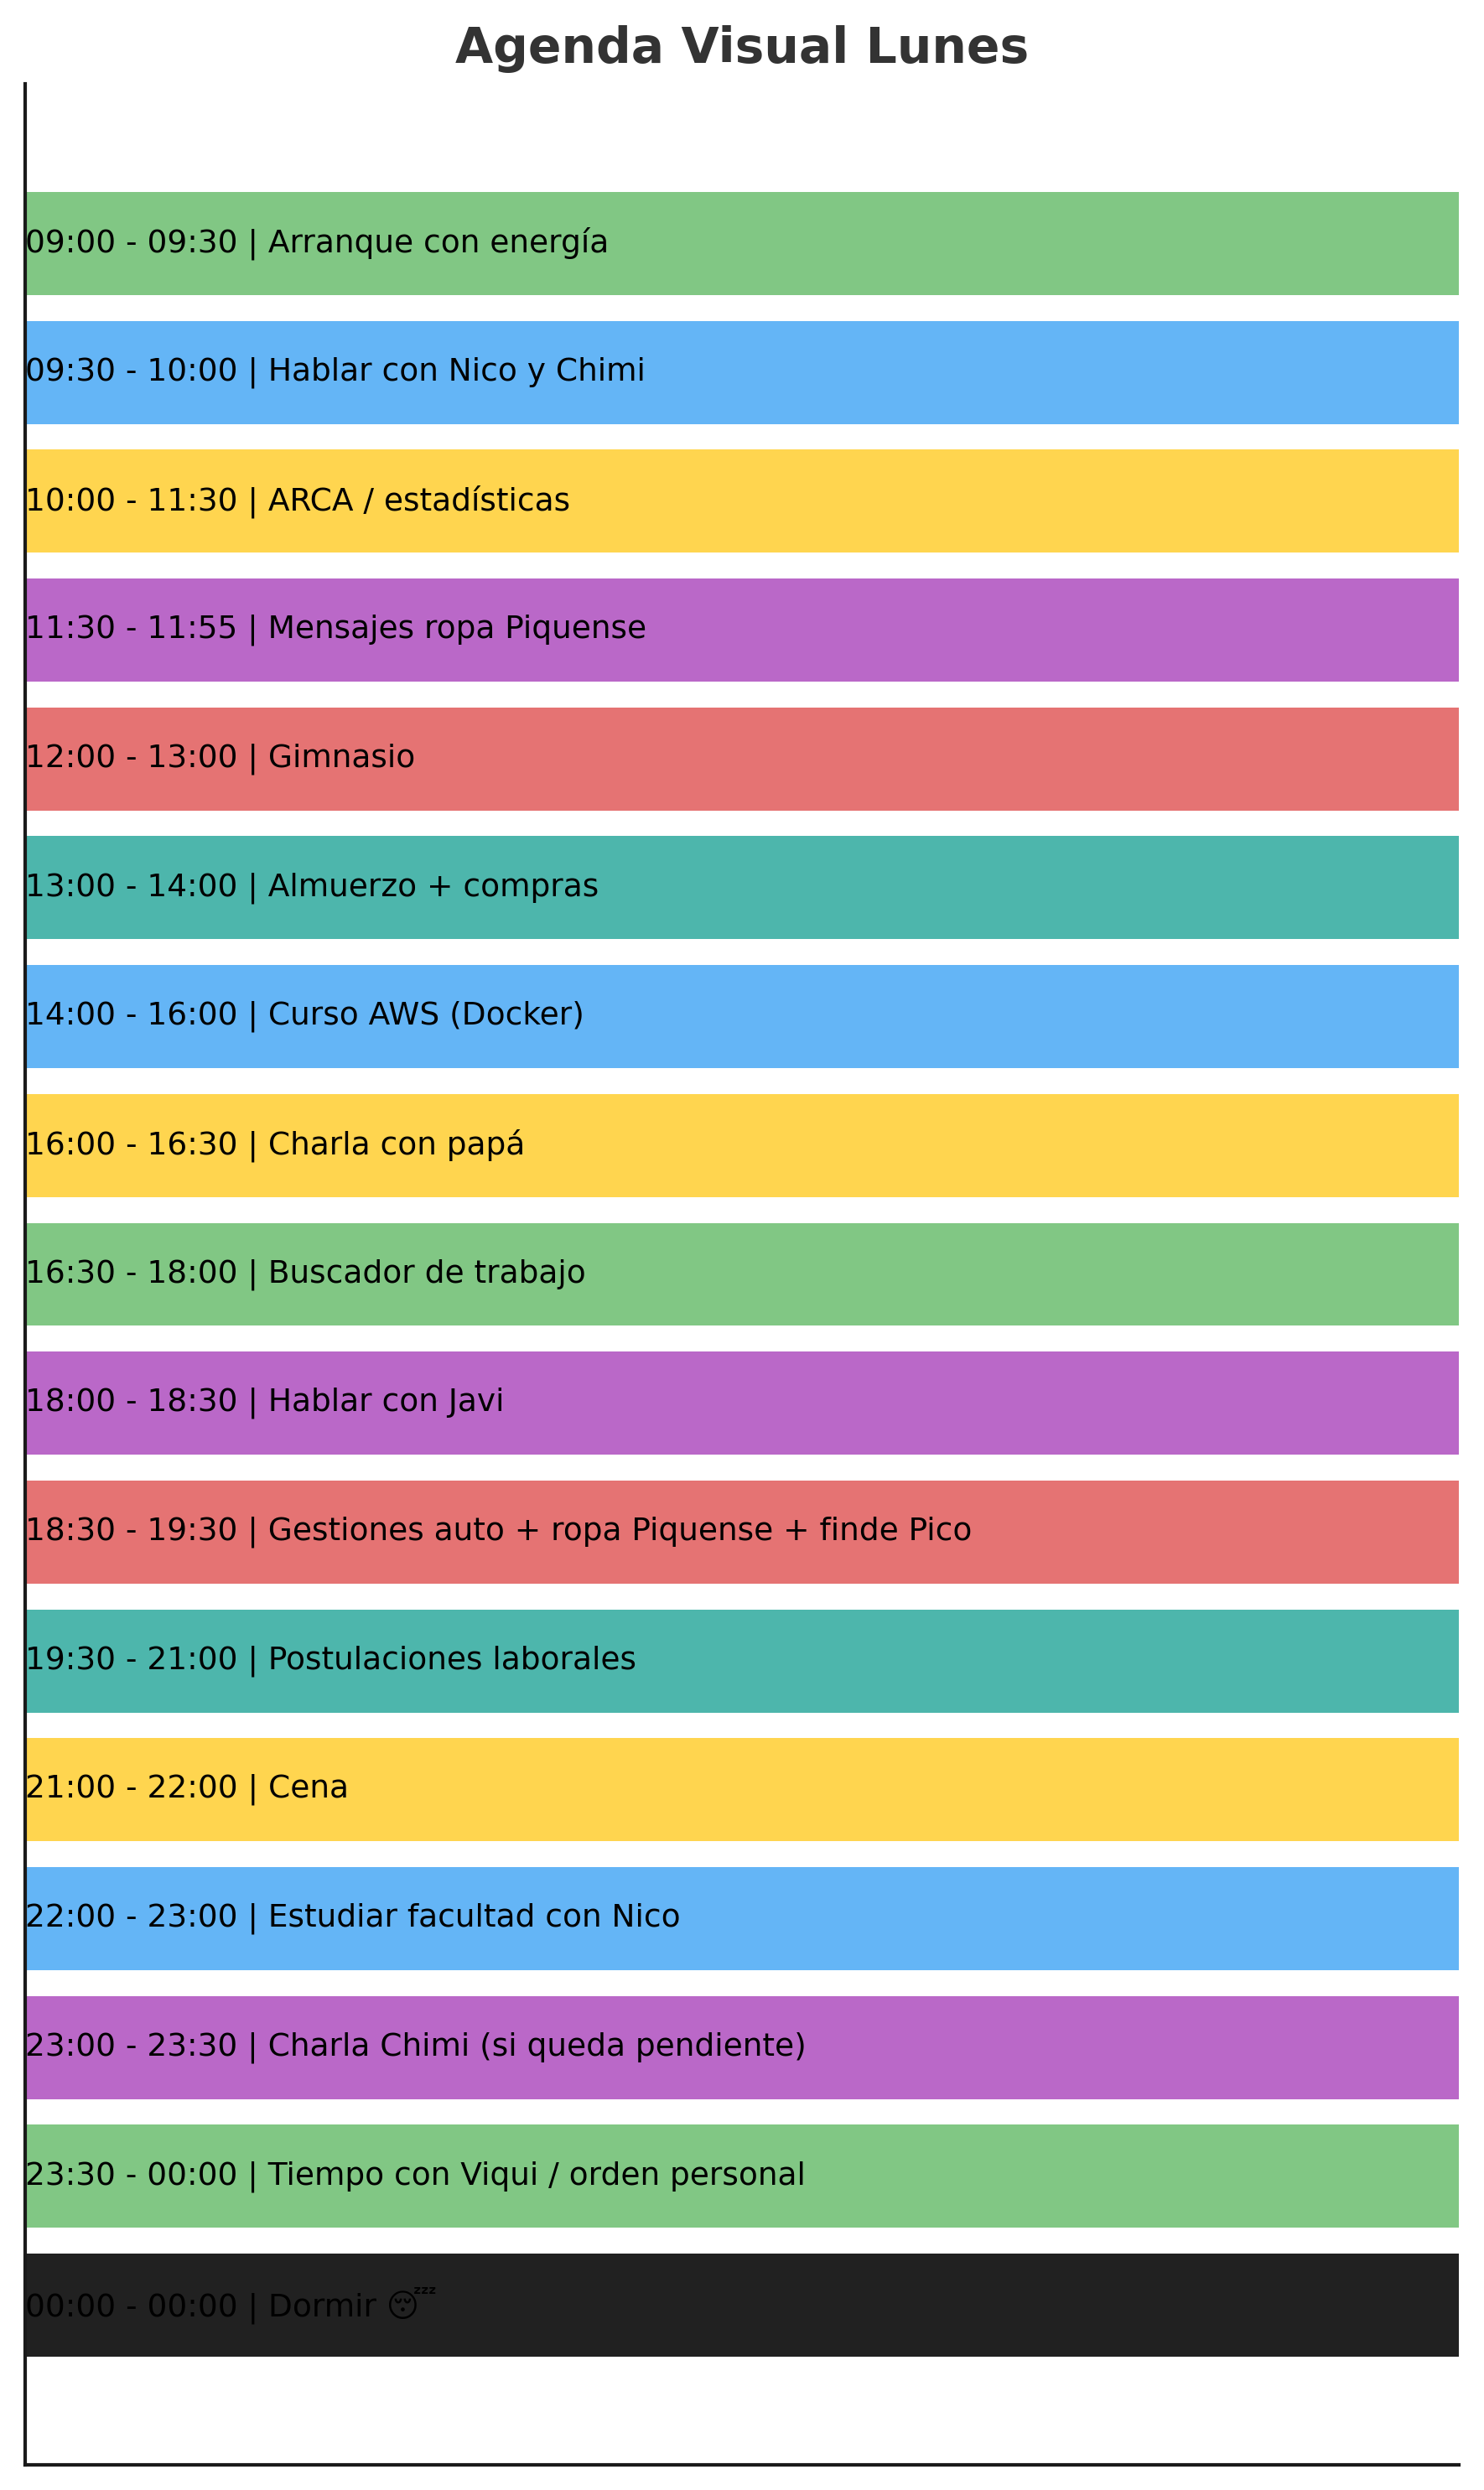 Agenda Visual Lunes
09:00 - 09:30 | Arranque con energía
09:30 - 10:00 | Hablar con Nico y Chimi
10:00 - 11:30 | ARCA / estadísticas
11:30 - 11:55 | Mensajes ropa Piquense
12:00 - 13:00 | Gimnasio
13:00 - 14:00 | Almuerzo + compras
14:00 - 16:00 | Curso AWS (Docker)
16:00 - 16:30 | Charla con papá
16:30 - 18:00 | Buscador de trabajo
18:00 - 18:30 | Hablar con Javi
18:30 - 19:30 | Gestiones auto + ropa Piquense + finde Pico
19:30 - 21:00 | Postulaciones laborales
21:00 - 22:00 | Cena
22:00 - 23:00 | Estudiar facultad con Nico
23:00 - 23:30 | Charla Chimi (si queda pendiente)
23:30 - 00:00 | Tiempo con Viqui / orden personal
00:00 - 00:00 | Dormir 😴